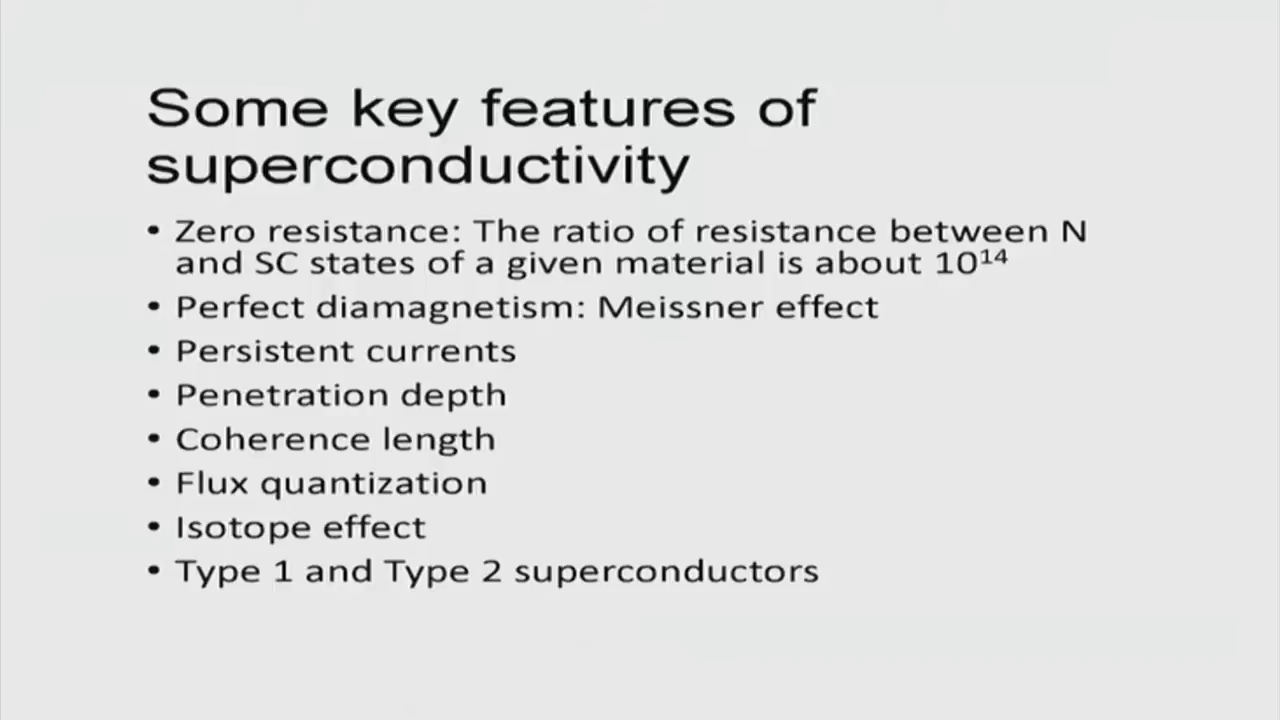 Some key features of
superconductivity
• Zero resistance: The ratio of resistance between N
and SC states of a given material is about 10¹⁴
• Perfect diamagnetism: Meissner effect
• Persistent currents
• Penetration depth
• Coherence length
• Flux quantization
• Isotope effect
• Type 1 and Type 2 superconductors